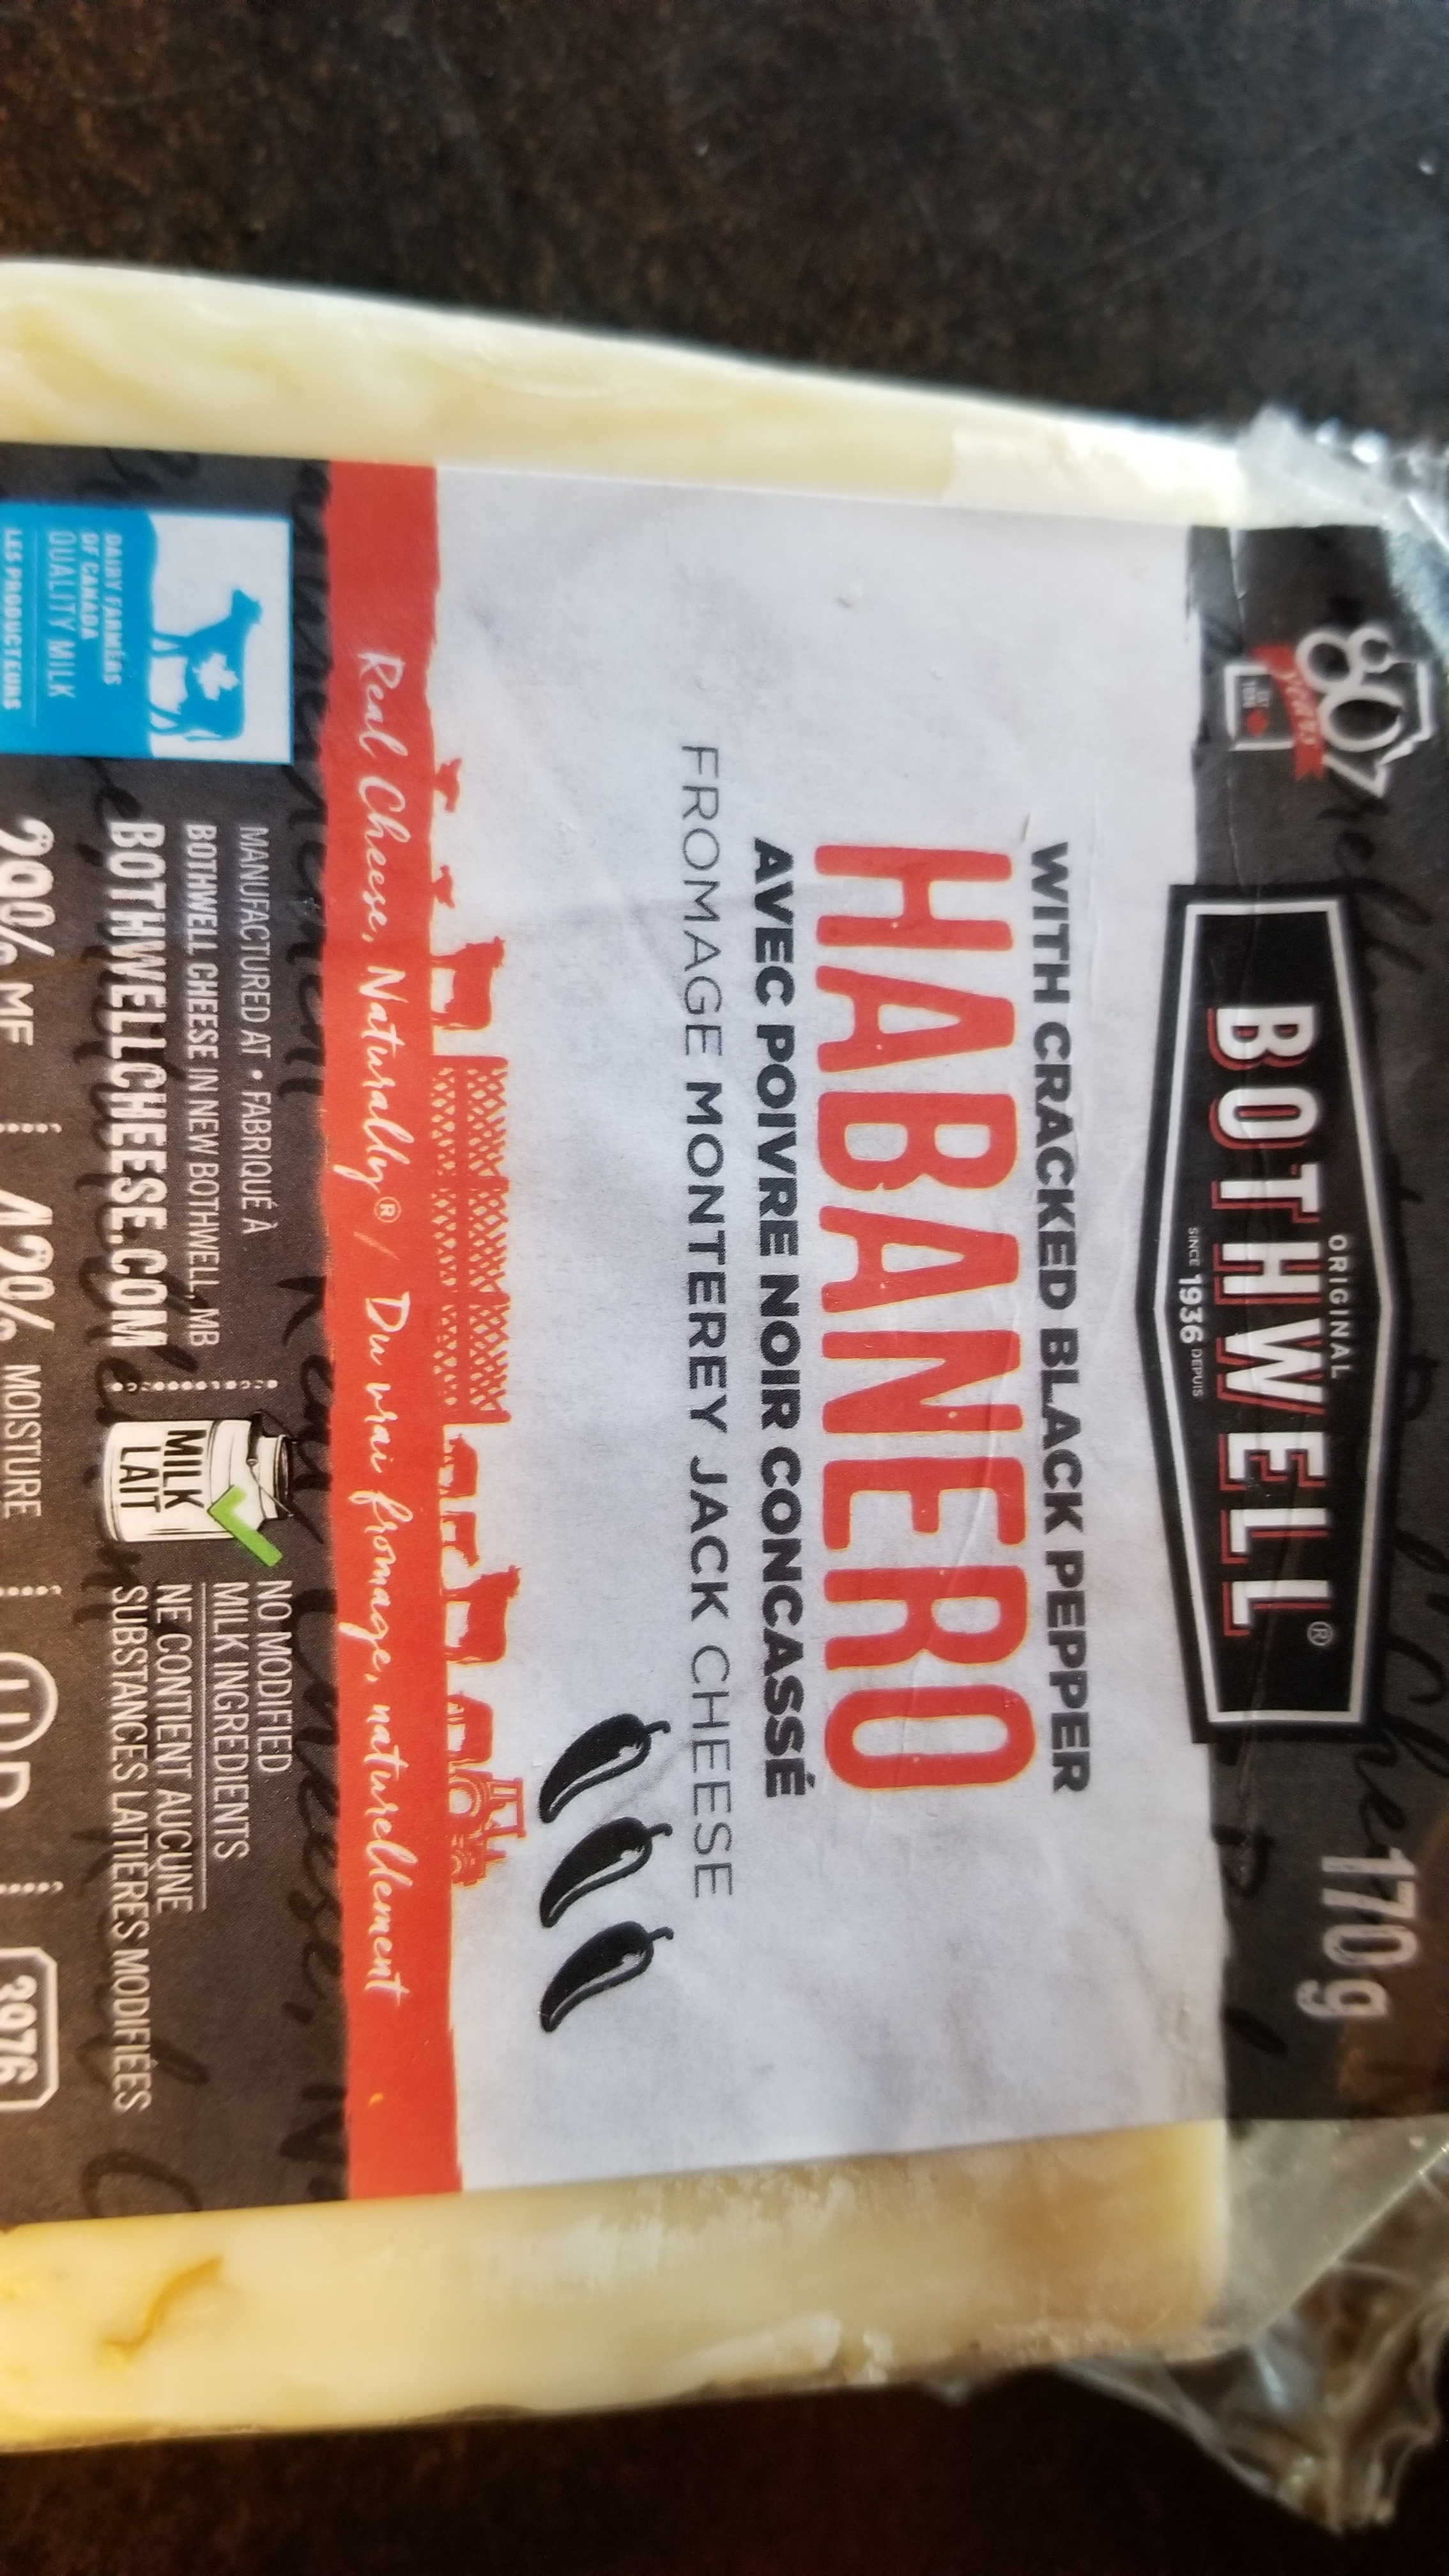 80
years
ORIGINAL
BOTHWELL®
SINCE 1936 DEPUIS
170 g
WITH CRACKED BLACK PEPPER
HABANERO
AVEC POIVRE NOIR CONCASSÉ
FROMAGE MONTEREY JACK CHEESE
Real Cheese, Naturally® / Du vrai fromage, naturellement
DAIRY FARMERS
OF CANADA
QUALITY MILK
LES PRODUCTEURS
MANUFACTURED AT • FABRIQUÉ À
BOTHWELL CHEESE IN NEW BOTHWELL, MB
BOTHWELLCHEESE.COM
MILK
LAIT
NO MODIFIED
MILK INGREDIENTS
NE CONTIENT AUCUNE
SUBSTANCES LAITIÈRES MODIFIÉES
29% MF
42% MOISTURE
3976